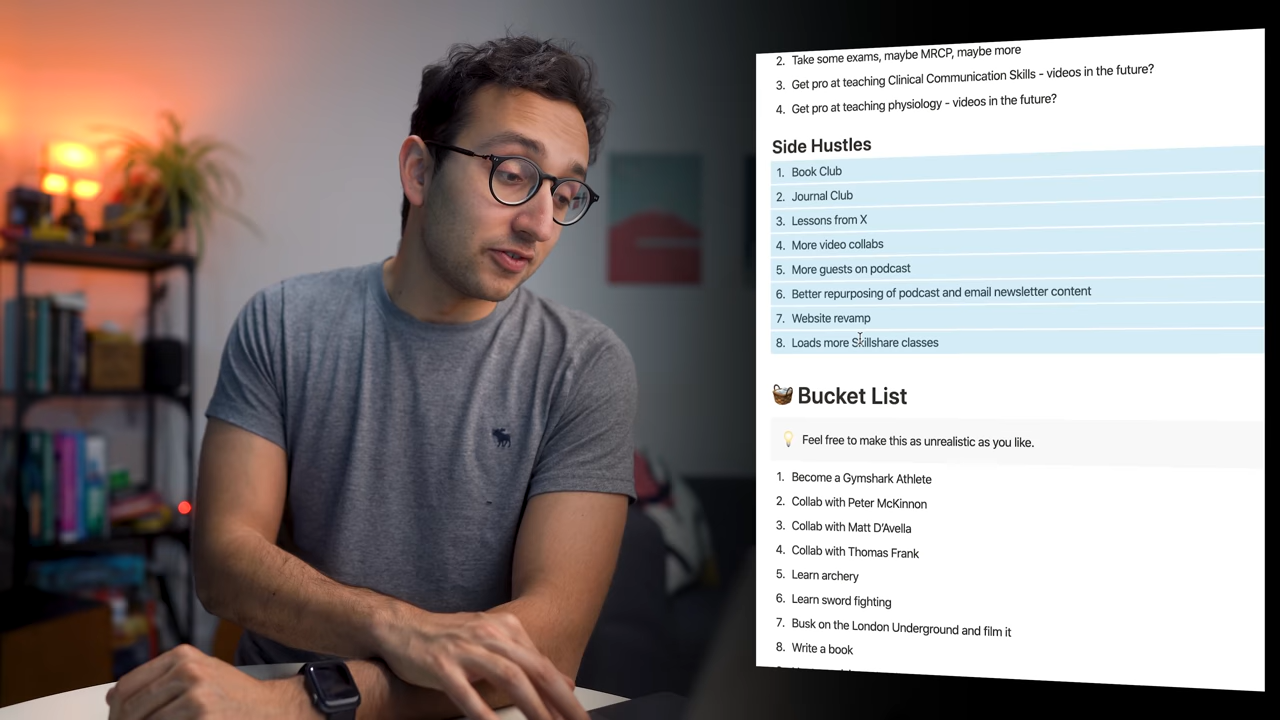 2. Take some exams, maybe MRCP, maybe more
3. Get pro at teaching Clinical Communication Skills - videos in the future?
4. Get pro at teaching physiology - videos in the future?
Side Hustles
1. Book Club
2. Journal Club
3. Lessons from X
4. More video collabs
5. More guests on podcast
6. Better repurposing of podcast and email newsletter content
7. Website revamp
8. Loads more Skillshare classes
Bucket List
Feel free to make this as unrealistic as you like.
1. Become a Gymshark Athlete
2. Collab with Peter McKinnon
3. Collab with Matt D'Avella
4. Collab with Thomas Frank
5. Learn archery
6. Learn sword fighting
7. Busk on the London Underground and film it
8. Write a book